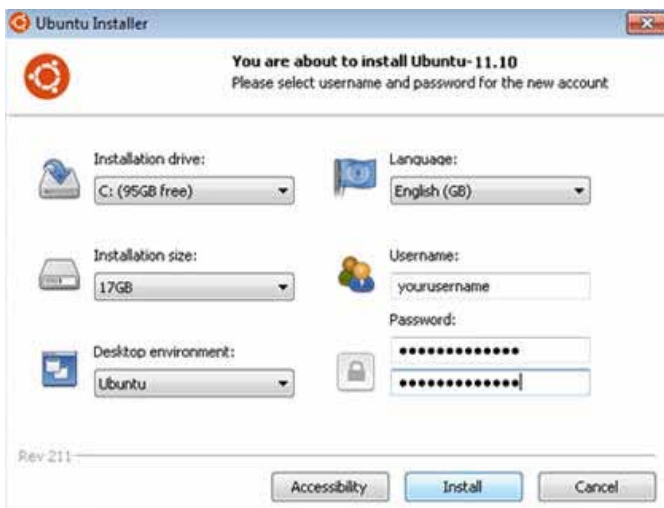 Ubuntu Installer
You are about to install Ubuntu-11.10
Please select username and password for the new account
Installation drive:
C: (95GB free)
Language:
English (GB)
Installation size:
17GB
Username:
yourusername
Password:
●●●●●●●●●●●●●
●●●●●●●●●●●●●
Desktop environment:
Ubuntu
Rev 211
Accessibility
Install
Cancel